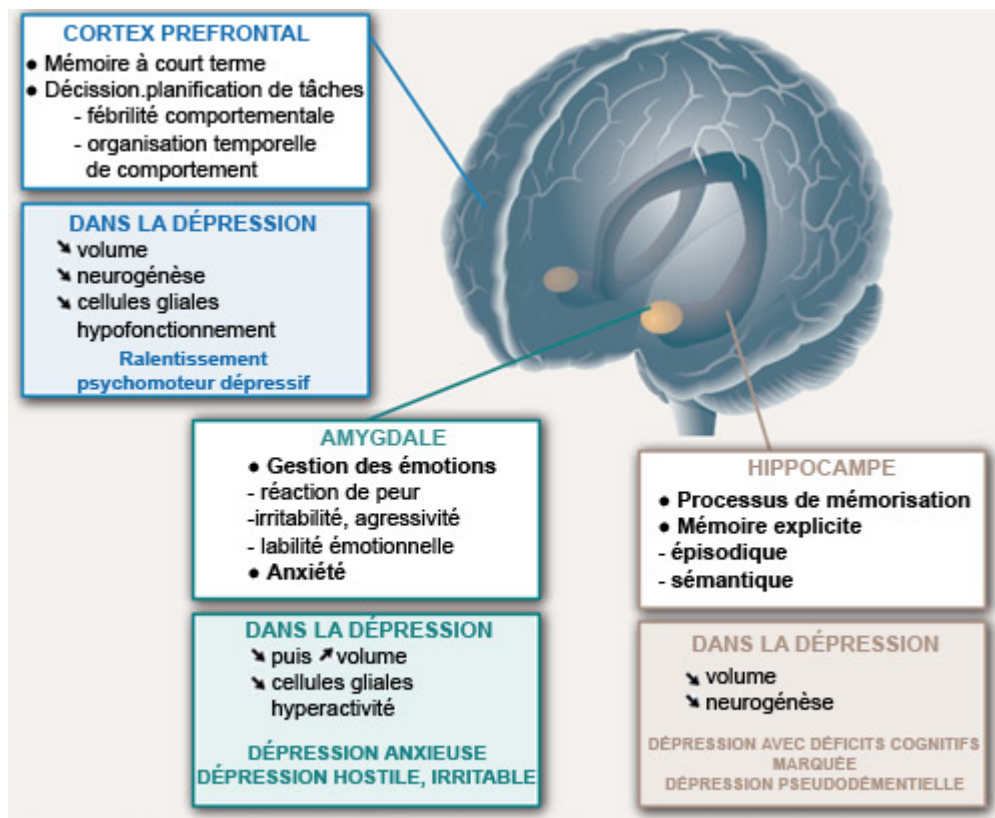 CORTEX PREFRONTAL
● Mémoire à court terme
● Décission.planification de tâches
- fébrilité comportementale
- organisation temporelle
de comportement
DANS LA DÉPRESSION
↘ volume
↘ neurogénèse
↘ cellules gliales
hypofonctionnement
Ralentissement
psychomoteur dépressif
AMYGDALE
● Gestion des émotions
- réaction de peur
-irritabilité, agressivité
- labilité émotionnelle
● Anxiété
DANS LA DÉPRESSION
↘ puis ↗ volume
↘ cellules gliales
hyperactivité
DÉPRESSION ANXIEUSE
DÉPRESSION HOSTILE, IRRITABLE
HIPPOCAMPE
● Processus de mémorisation
● Mémoire explicite
- épisodique
- sémantique
DANS LA DÉPRESSION
↘ volume
↘ neurogénèse
DÉPRESSION AVEC DÉFICITS COGNITIFS
MARQUÉE
DÉPRESSION PSEUDODÉMENTIELLE